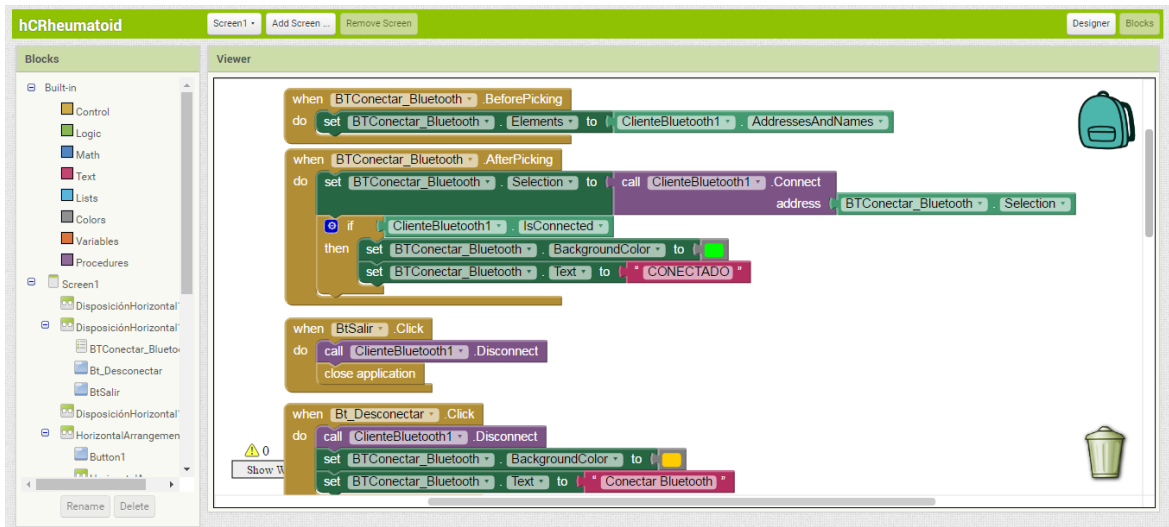 hCRheumatoid Screen1 Add Screen ... Remove Screen Designer Blocks
Blocks
Built-in
Control
Logic
Math
Text
Lists
Colors
Variables
Procedures
Screen1
DisposiciónHorizontal
DisposiciónHorizontal
BTConectar_Blueto
Bt_Desconectar
BtSalir
DisposiciónHorizontal
HorizontalArrangemen
Button1
Rename Delete
Viewer
when BTConectar_Bluetooth .BeforePicking
do set BTConectar_Bluetooth . Elements to ClienteBluetooth1 . AddressesAndNames
when BTConectar_Bluetooth .AfterPicking
do set BTConectar_Bluetooth . Selection to call ClienteBluetooth1 .Connect
address BTConectar_Bluetooth . Selection
if ClienteBluetooth1 . IsConnected
then set BTConectar_Bluetooth . BackgroundColor to
set BTConectar_Bluetooth . Text to " CONECTADO "
when BtSalir .Click
do call ClienteBluetooth1 .Disconnect
close application
when Bt_Desconectar .Click
do call ClienteBluetooth1 .Disconnect
set BTConectar_Bluetooth . BackgroundColor to
set BTConectar_Bluetooth . Text to " Conectar Bluetooth "
0
Show W